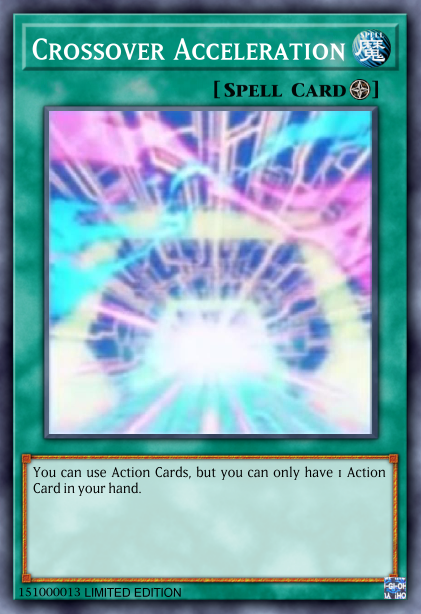 CROSSOVER ACCELERATION
SPELL
魔
[SPELL CARD]
You can use Action Cards, but you can only have 1 Action
Card in your hand.
151000013 LIMITED EDITION